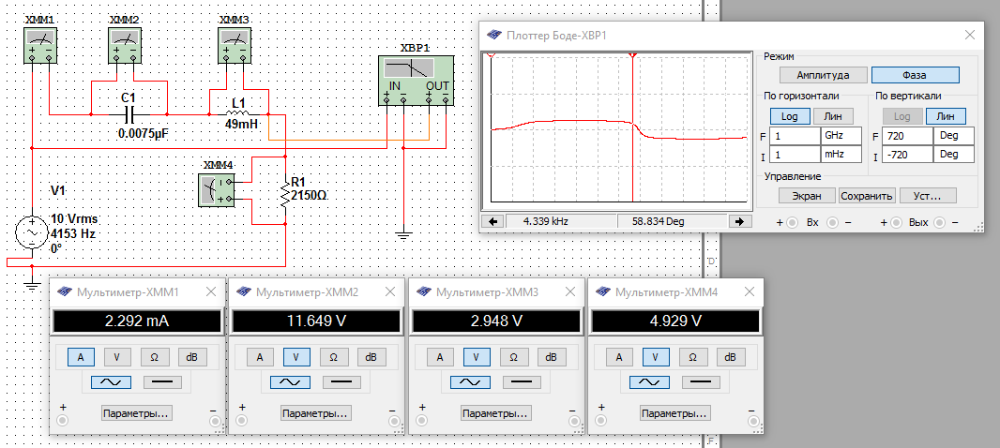 XMM1
XMM2
XMM3
XBP1
IN OUT
C1
0.0075µF
L1
49mH
XMM4
R1
2150Ω
V1
10 Vrms
4153 Hz
0°
Плоттер Боде-XBP1
Режим
Амплитуда Фаза
По горизонтали По вертикали
Log Лин Log Лин
F 1 GHz F 720 Deg
I 1 mHz I -720 Deg
Управление
Экран Сохранить Уст...
4.339 kHz 58.834 Deg
+ Вх − + Вых −
D
Мультиметр-XMM1
2.292 mA
A V Ω dB
Параметры...
+ −
Мультиметр-XMM2
11.649 V
A V Ω dB
Параметры...
+ −
Мультиметр-XMM3
2.948 V
A V Ω dB
Параметры...
+ −
Мультиметр-XMM4
4.929 V
A V Ω dB
Параметры...
+ −